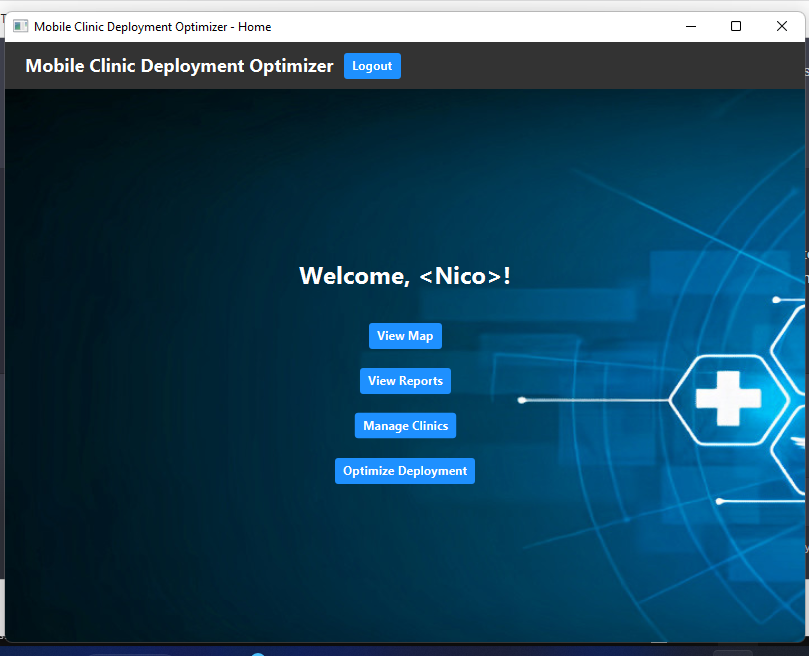 Mobile Clinic Deployment Optimizer - Home
Mobile Clinic Deployment Optimizer
Logout
Welcome, <Nico>!
View Map
View Reports
Manage Clinics
Optimize Deployment